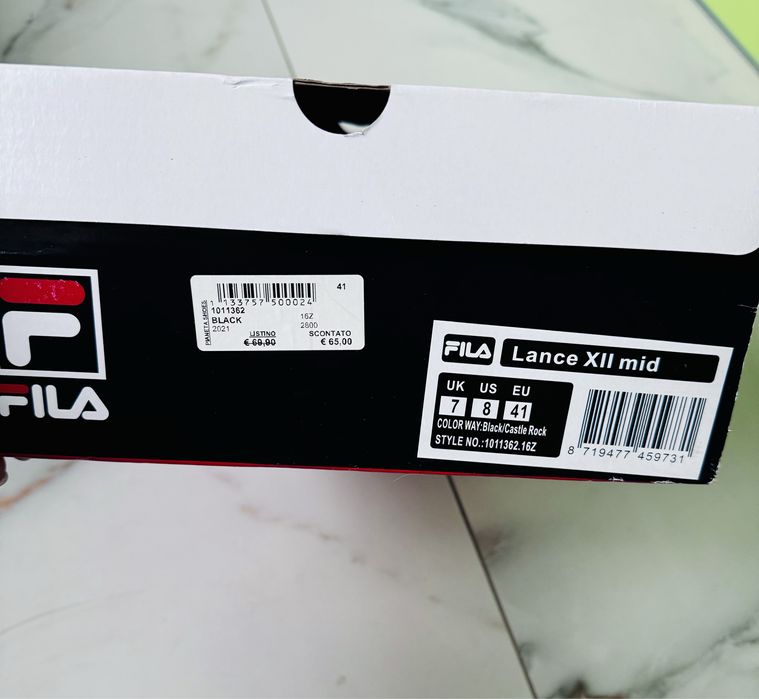 FILA
PIANETA SHOES
1 133757 500024
41
1011362
BLACK 16Z
2021 2800
LISTINO SCONTATO
€ 69,90 € 65,00
FILA Lance XII mid
UK US EU
7 8 41
COLOR WAY:Black/Castle Rock
STYLE NO.:1011362.16Z
8 719477 459731